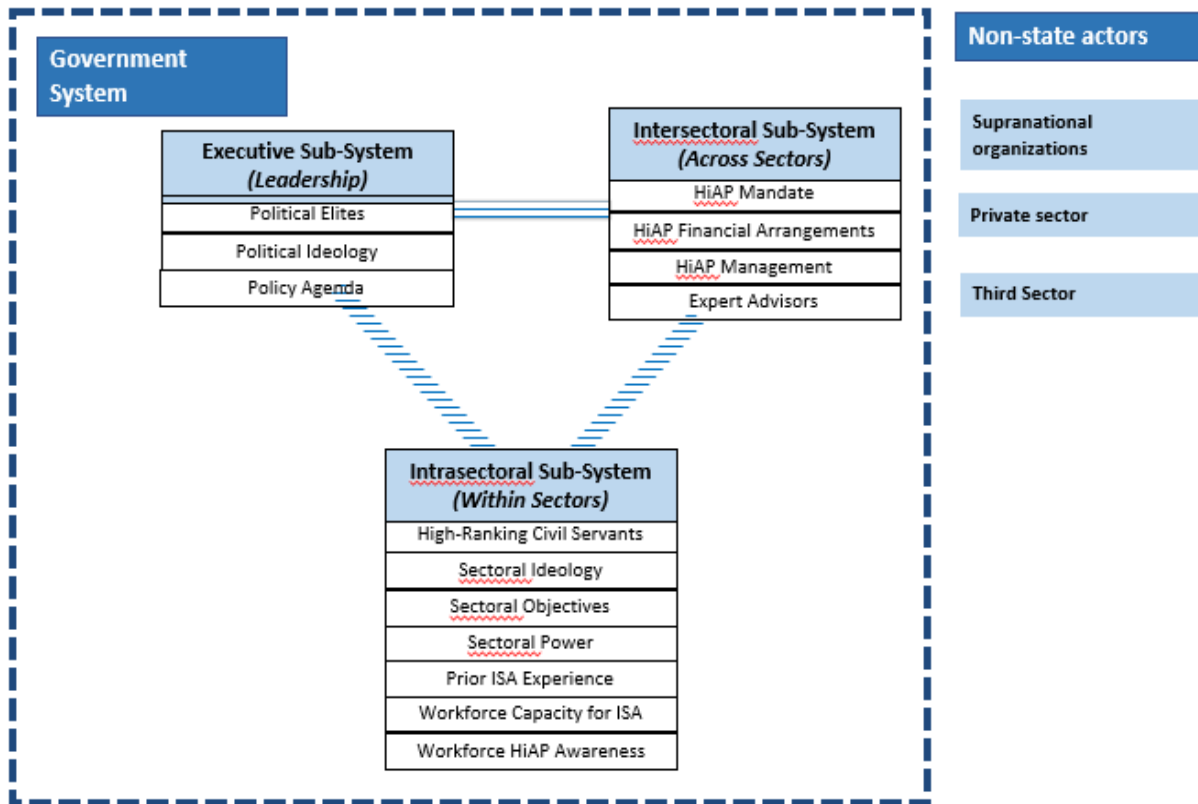 Government
System
Executive Sub-System
(Leadership)
Political Elites
Political Ideology
Policy Agenda
Intersectoral Sub-System
(Across Sectors)
HiAP Mandate
HiAP Financial Arrangements
HiAP Management
Expert Advisors
Intrasectoral Sub-System
(Within Sectors)
High-Ranking Civil Servants
Sectoral Ideology
Sectoral Objectives
Sectoral Power
Prior ISA Experience
Workforce Capacity for ISA
Workforce HiAP Awareness
Non-state actors
Supranational
organizations
Private sector
Third Sector